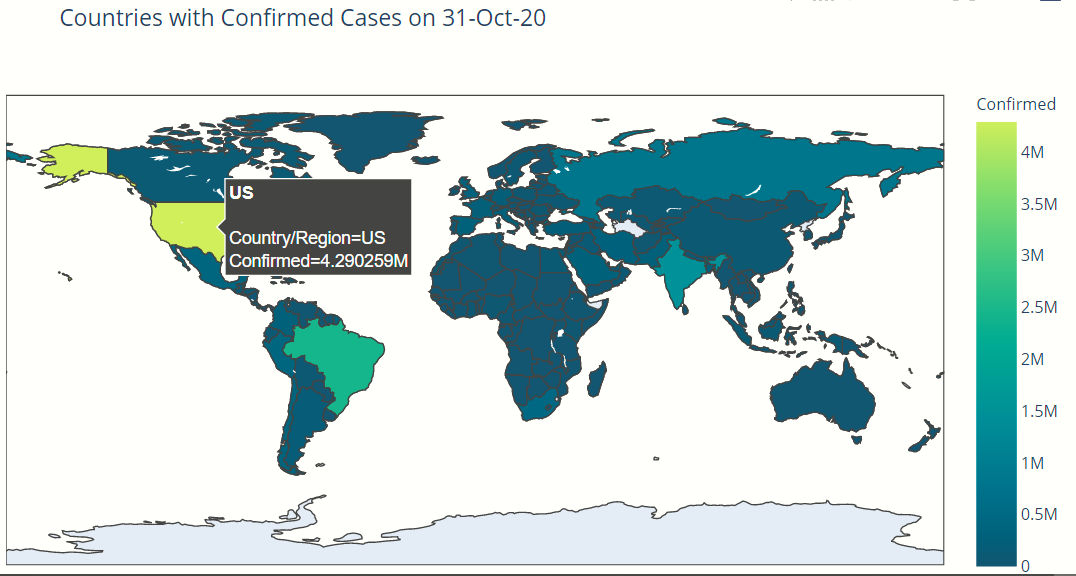 Countries with Confirmed Cases on 31-Oct-20
Confirmed
4M
3.5M
3M
2.5M
2M
1.5M
1M
0.5M
0
US
Country/Region=US
Confirmed=4.290259M